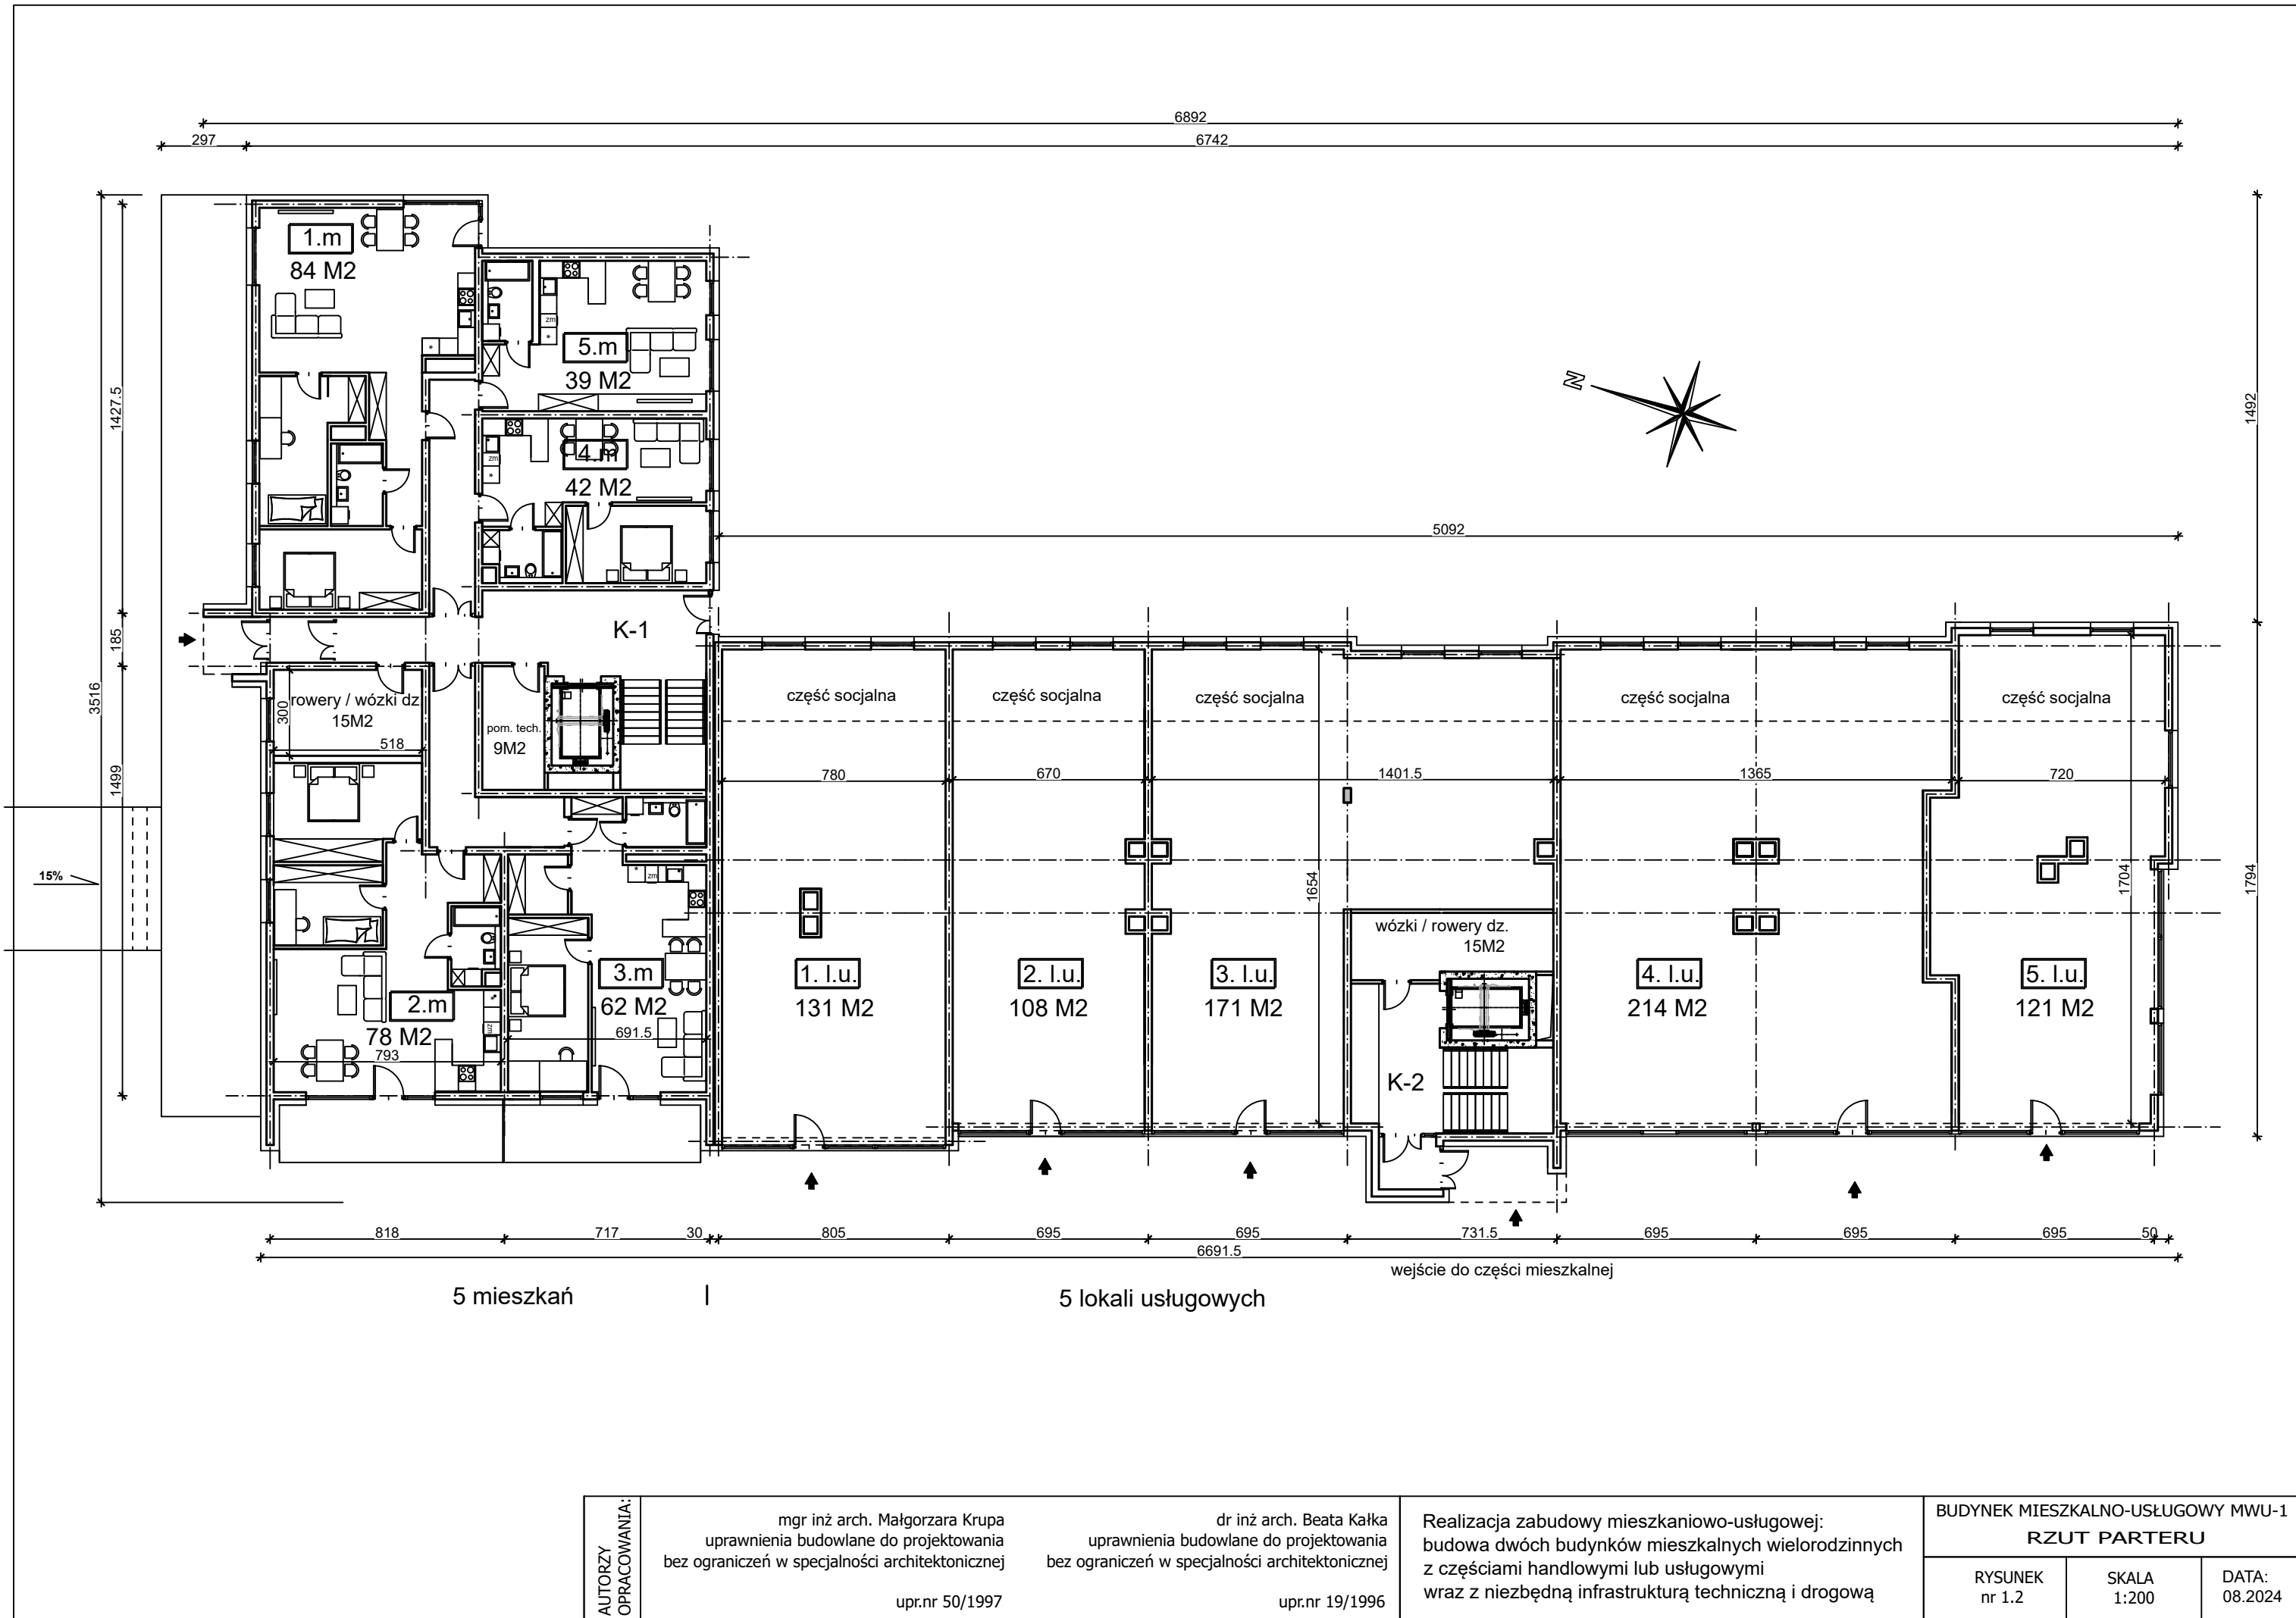 6892
297
6742
1.m
84 M2
5.m
39 M2
zm
4.m
42 M2
zm
N
1427.5
185
1499
3516
1492
1794
5092
K-1
rowery / wózki dz.
15M2
300
518
pom. tech.
9M2
część socjalna
część socjalna
część socjalna
część socjalna
część socjalna
780
670
1401.5
1365
720
1654
1704
15%
zm
wózki / rowery dz.
15M2
1. l.u.
131 M2
2. l.u.
108 M2
3. l.u.
171 M2
4. l.u.
214 M2
5. l.u.
121 M2
2.m
78 M2
793
zm
3.m
62 M2
691.5
K-2
818
717
30
805
695
695
731.5
695
695
695
50
6691.5
wejście do części mieszkalnej
5 mieszkań
5 lokali usługowych
AUTORZY
OPRACOWANIA:
mgr inż arch. Małgorzara Krupa
uprawnienia budowlane do projektowania
bez ograniczeń w specjalności architektonicznej
upr.nr 50/1997
dr inż arch. Beata Kałka
uprawnienia budowlane do projektowania
bez ograniczeń w specjalności architektonicznej
upr.nr 19/1996
Realizacja zabudowy mieszkaniowo-usługowej:
budowa dwóch budynków mieszkalnych wielorodzinnych
z częściami handlowymi lub usługowymi
wraz z niezbędną infrastrukturą techniczną i drogową
BUDYNEK MIESZKALNO-USŁUGOWY MWU-1
RZUT PARTERU
RYSUNEK
nr 1.2
SKALA
1:200
DATA:
08.2024